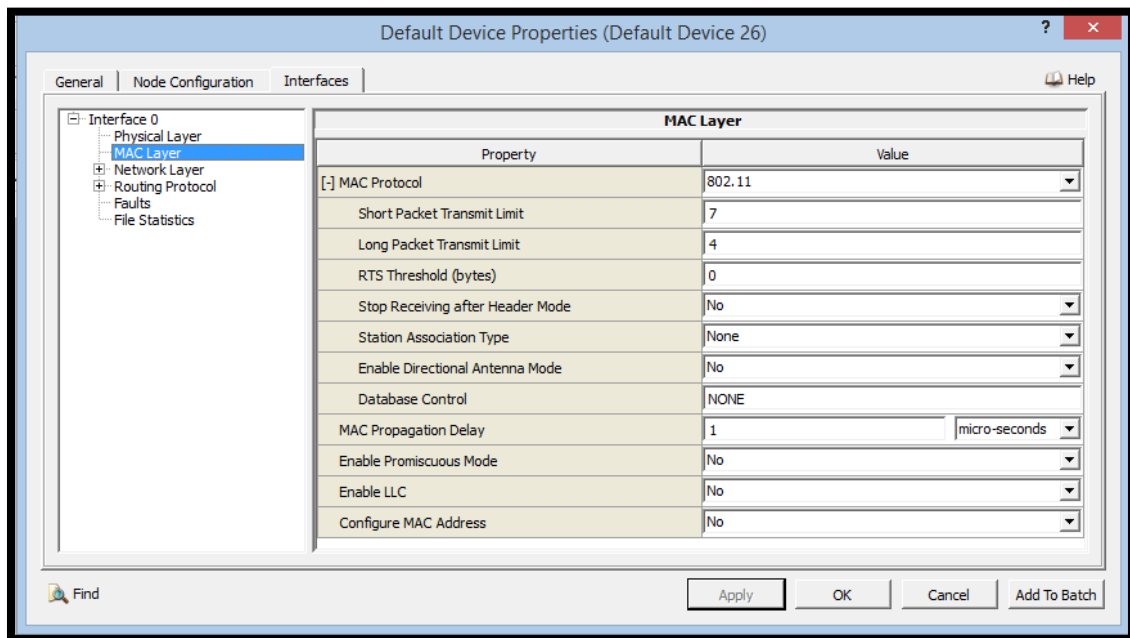 Default Device Properties (Default Device 26)
? ×
General Node Configuration Interfaces Help
Interface 0
Physical Layer
MAC Layer
Network Layer
Routing Protocol
Faults
File Statistics
MAC Layer
Property Value
[-] MAC Protocol 802.11
Short Packet Transmit Limit 7
Long Packet Transmit Limit 4
RTS Threshold (bytes) 0
Stop Receiving after Header Mode No
Station Association Type None
Enable Directional Antenna Mode No
Database Control NONE
MAC Propagation Delay 1 micro-seconds
Enable Promiscuous Mode No
Enable LLC No
Configure MAC Address No
Find Apply OK Cancel Add To Batch